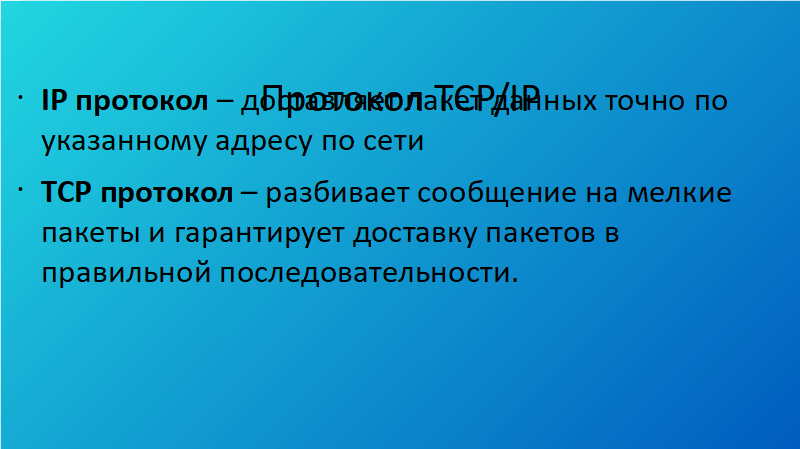 Протокол TCP/IP
IP протокол – доставляет пакет данных точно по
указанному адресу по сети
TCP протокол – разбивает сообщение на мелкие
пакеты и гарантирует доставку пакетов в
правильной последовательности.